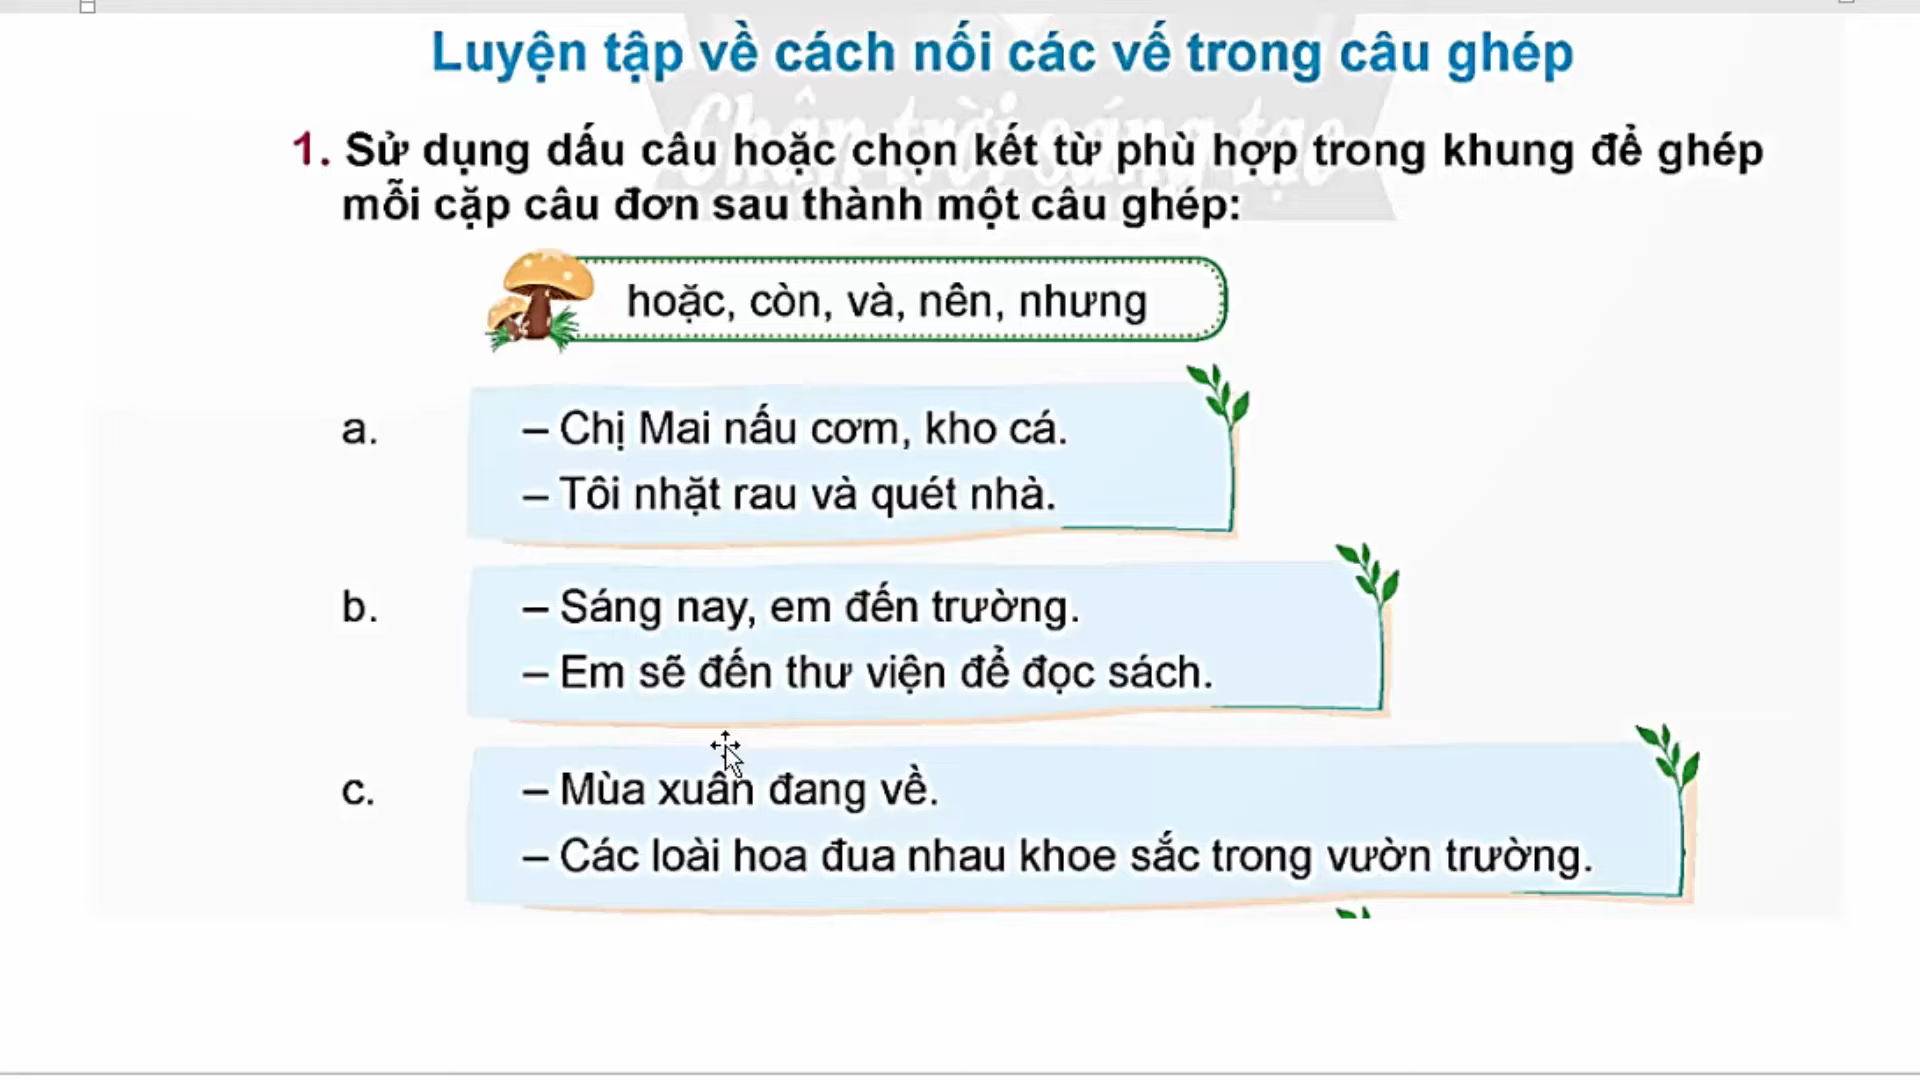 Luyện tập về cách nối các vế trong câu ghép
Chân trời sáng tạo
1. Sử dụng dấu câu hoặc chọn kết từ phù hợp trong khung để ghép
mỗi cặp câu đơn sau thành một câu ghép:
hoặc, còn, và, nên, nhưng
a.
– Chị Mai nấu cơm, kho cá.
– Tôi nhặt rau và quét nhà.
b.
– Sáng nay, em đến trường.
– Em sẽ đến thư viện để đọc sách.
c.
– Mùa xuân đang về.
– Các loài hoa đua nhau khoe sắc trong vườn trường.